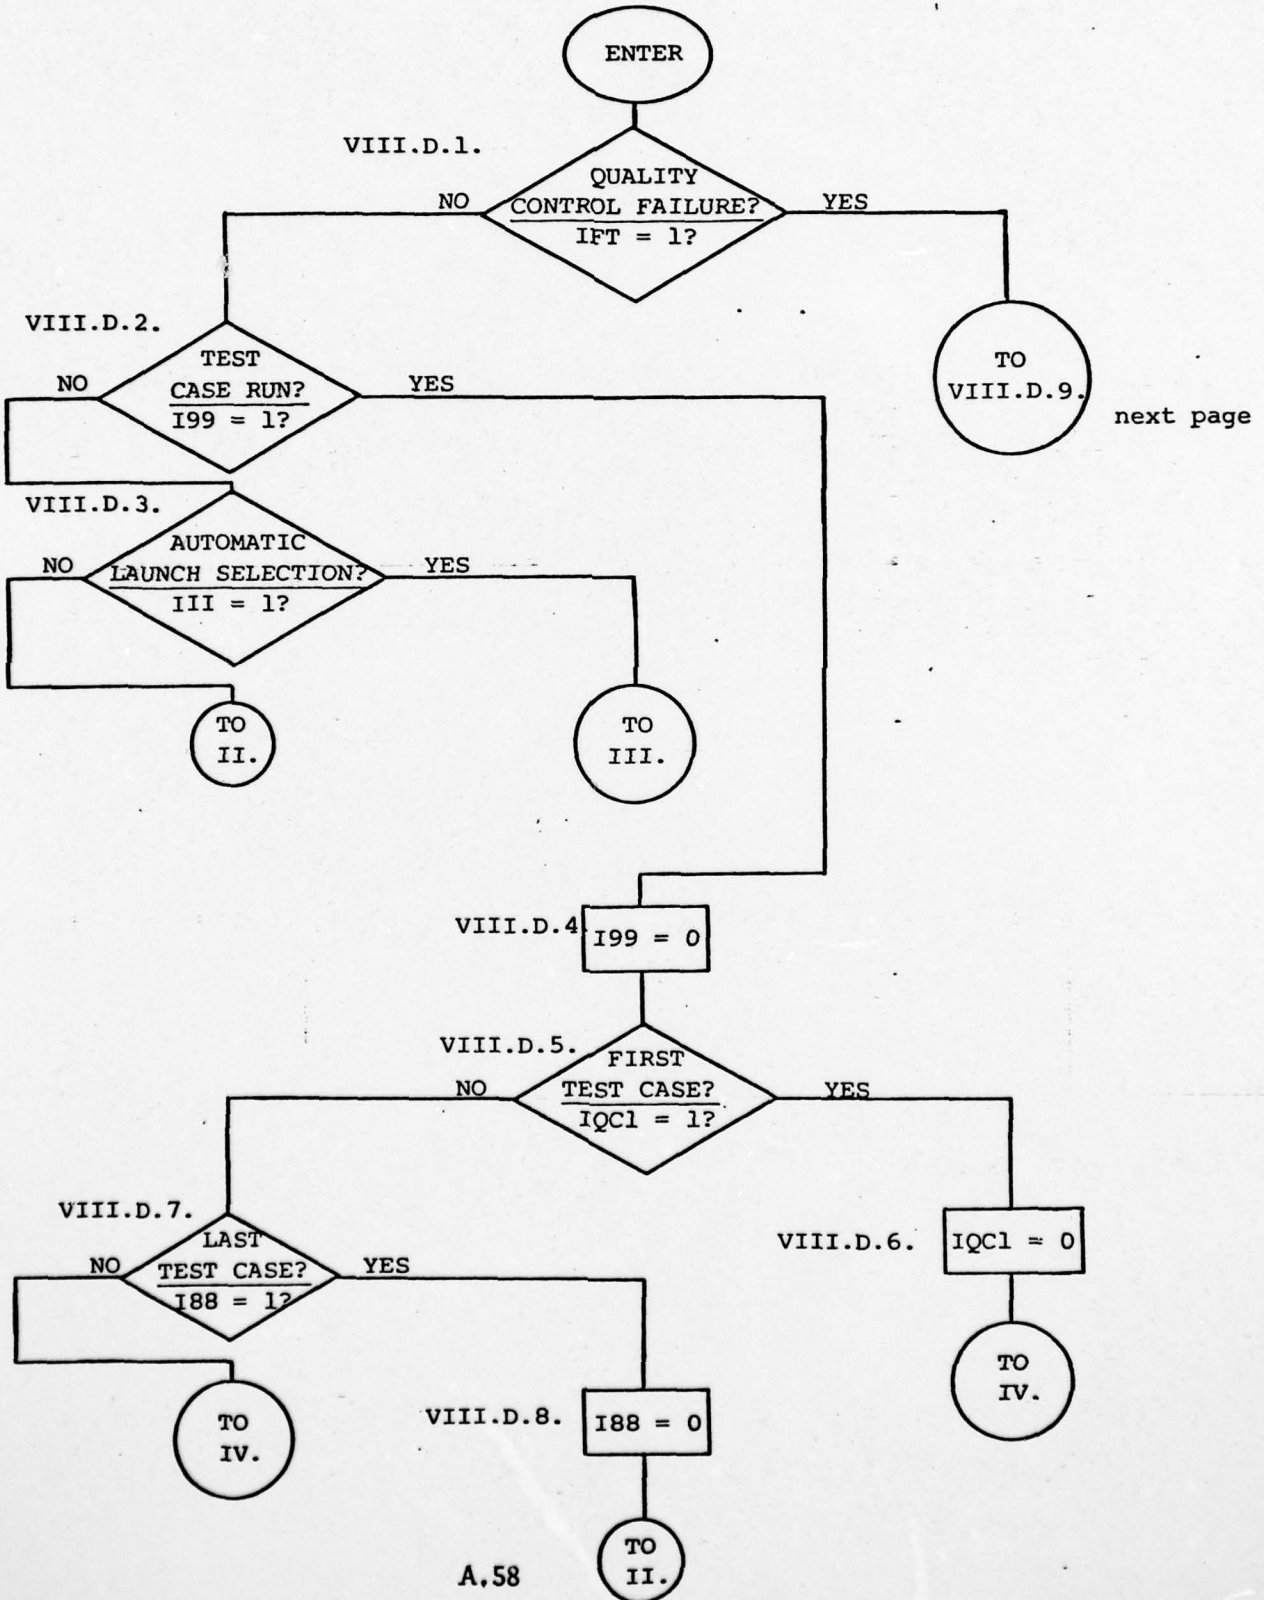 ENTER
VIII.D.1.
QUALITY
CONTROL FAILURE?
IFT = 1?
NO
YES
TO
VIII.D.9.
next page
VIII.D.2.
TEST
CASE RUN?
I99 = 1?
NO
YES
VIII.D.3.
AUTOMATIC
LAUNCH SELECTION?
III = 1?
NO
YES
TO
II.
TO
III.
VIII.D.4
I99 = 0
VIII.D.5.
FIRST
TEST CASE?
IQC1 = 1?
NO
YES
VIII.D.6.
IQC1 = 0
TO
IV.
VIII.D.7.
LAST
TEST CASE?
I88 = 1?
NO
YES
TO
IV.
VIII.D.8.
I88 = 0
TO
II.
A.58